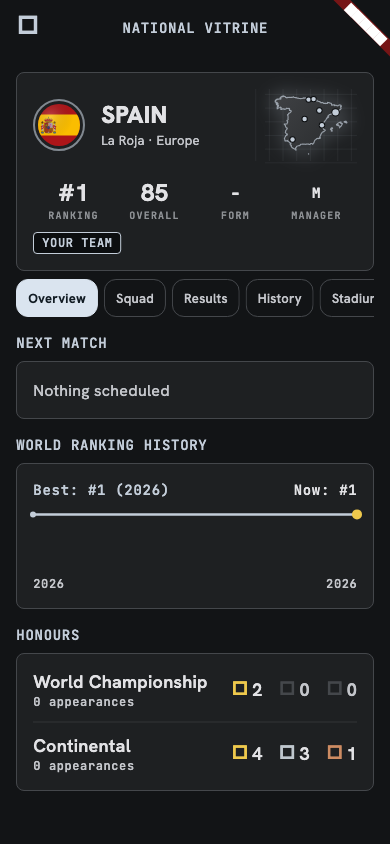 NATIONAL VITRINE
SPAIN
La Roja · Europe
#1 85 - M
RANKING OVERALL FORM MANAGER
YOUR TEAM
Overview Squad Results History Stadiu
NEXT MATCH
Nothing scheduled
WORLD RANKING HISTORY
Best: #1 (2026) Now: #1
2026 2026
HONOURS
World Championship 2 0 0
0 appearances
Continental 4 3 1
0 appearances